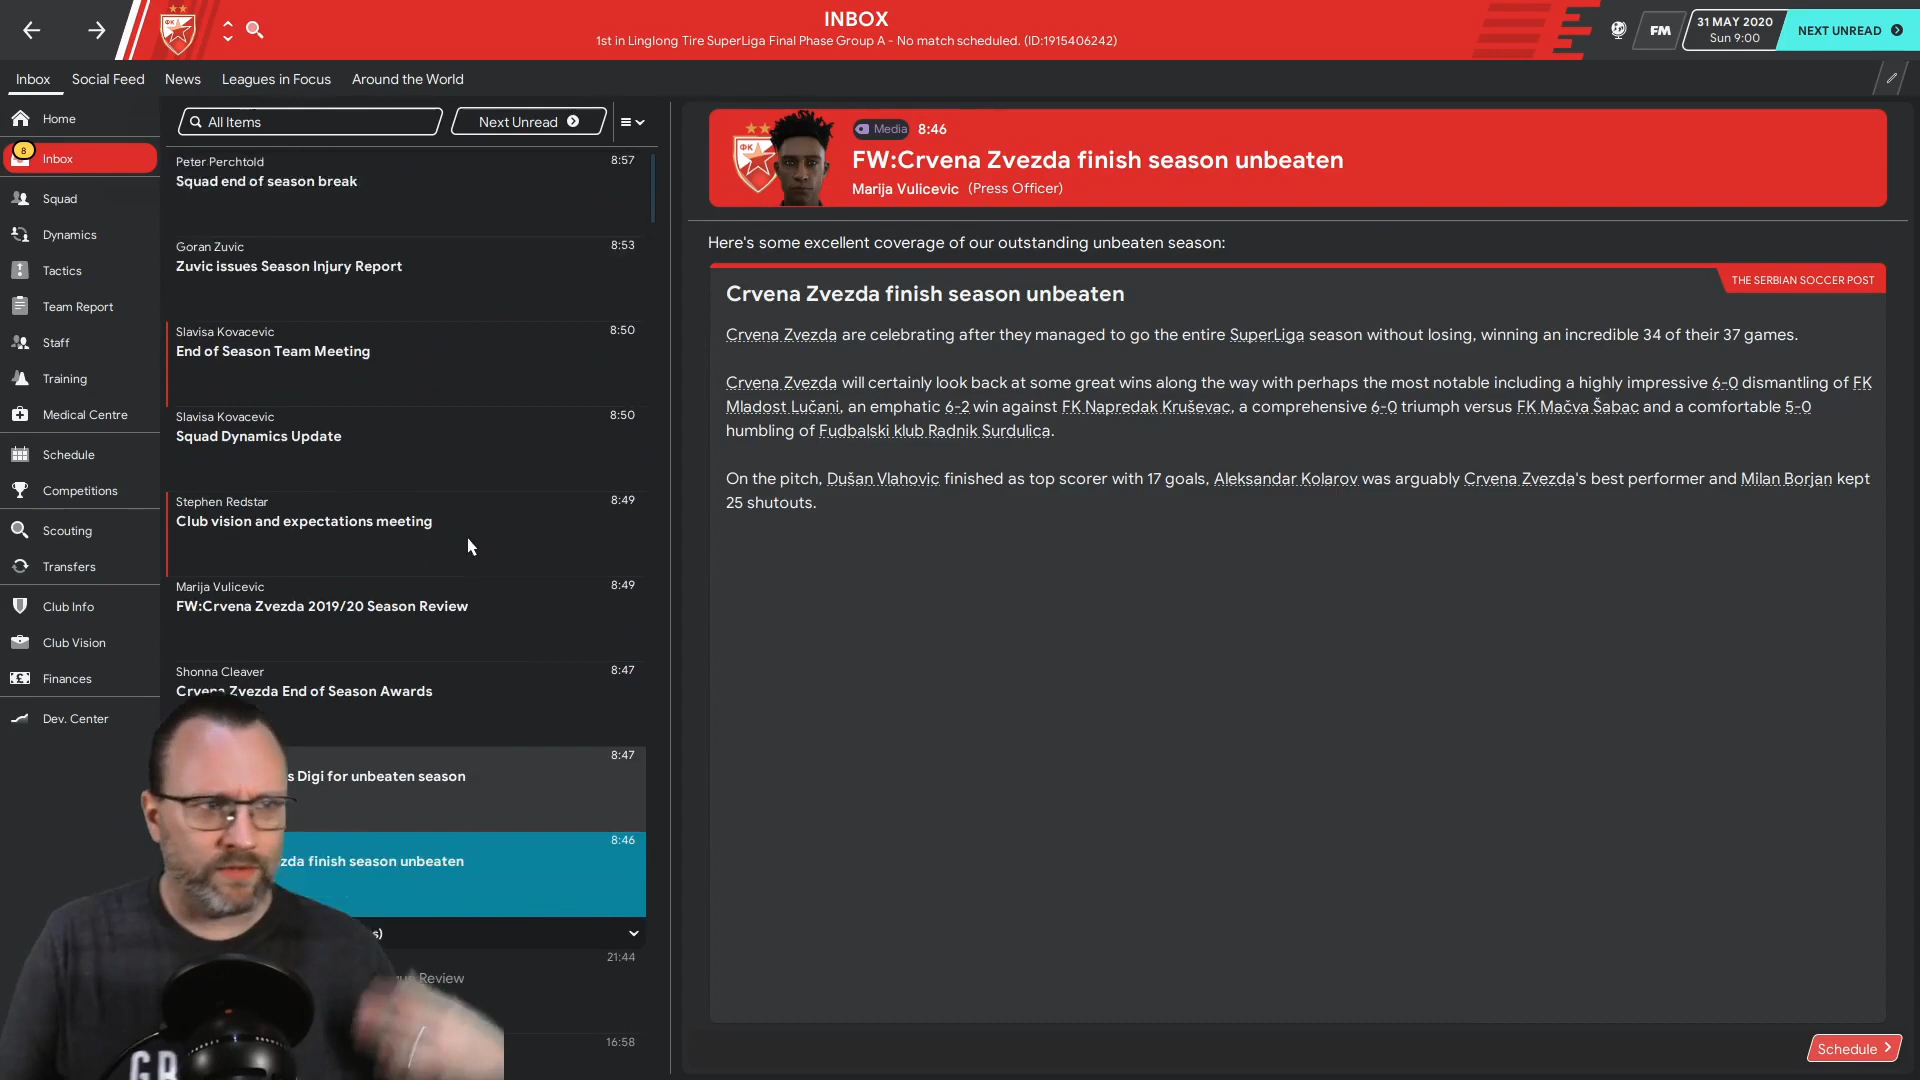 INBOX
1st in Linglong Tire SuperLiga Final Phase Group A - No match scheduled. (ID:1915406242)
FM
31 MAY 2020
Sun 9:00
NEXT UNREAD
Inbox
Social Feed
News
Leagues in Focus
Around the World
Home
8
Inbox
Squad
Dynamics
Tactics
Team Report
Staff
Training
Medical Centre
Schedule
Competitions
Scouting
Transfers
Club Info
Club Vision
Finances
Dev. Center
All Items
Next Unread
Peter Perchtold
8:57
Squad end of season break
Goran Zuvic
8:53
Zuvic issues Season Injury Report
Slavisa Kovacevic
8:50
End of Season Team Meeting
Slavisa Kovacevic
8:50
Squad Dynamics Update
Stephen Redstar
8:49
Club vision and expectations meeting
Marija Vulicevic
8:49
FW:Crvena Zvezda 2019/20 Season Review
Shonna Cleaver
8:47
Crvena Zvezda End of Season Awards
8:47
s Digi for unbeaten season
8:46
zda finish season unbeaten
s)
21:44
Review
16:58
ФК
Media
8:46
FW:Crvena Zvezda finish season unbeaten
Marija Vulicevic (Press Officer)
Here's some excellent coverage of our outstanding unbeaten season:
THE SERBIAN SOCCER POST
Crvena Zvezda finish season unbeaten
Crvena Zvezda are celebrating after they managed to go the entire SuperLiga season without losing, winning an incredible 34 of their 37 games.
Crvena Zvezda will certainly look back at some great wins along the way with perhaps the most notable including a highly impressive 6-0 dismantling of FK
Mladost Lučani, an emphatic 6-2 win against FK Napredak Kruševac, a comprehensive 6-0 triumph versus FK Mačva Šabac and a comfortable 5-0
humbling of Fudbalski klub Radnik Surdulica.
On the pitch, Dušan Vlahovic finished as top scorer with 17 goals, Aleksandar Kolarov was arguably Crvena Zvezda's best performer and Milan Borjan kept
25 shutouts.
Schedule